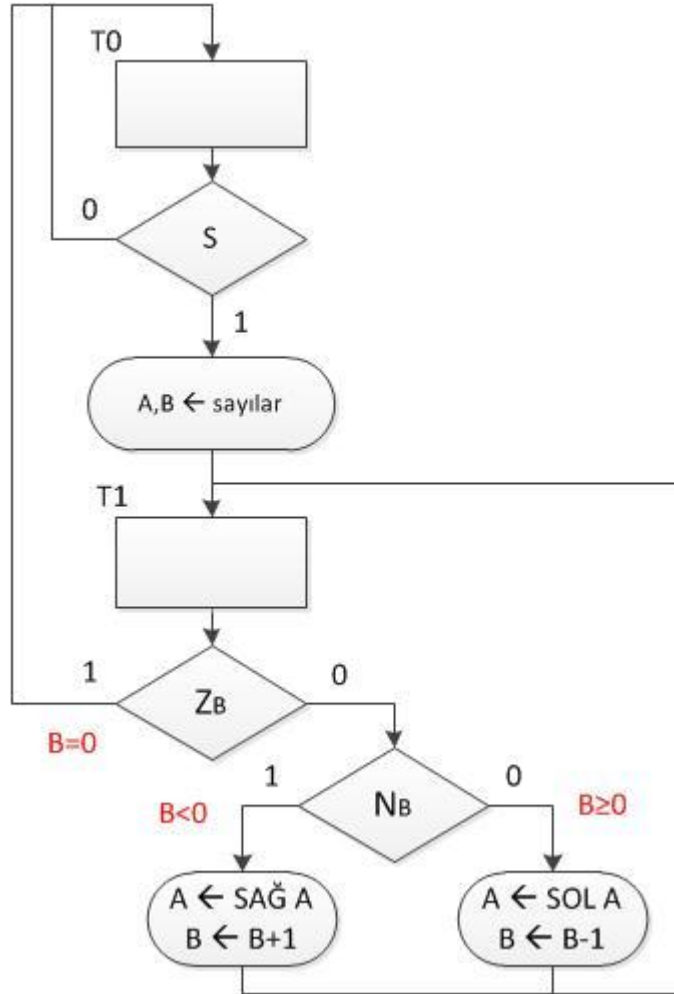 T0
0
S
1
A,B ← sayılar
T1
1
0
ZB
B=0
1
0
NB
B<0
B≥0
A ← SAĞ A
B ← B+1
A ← SOL A
B ← B-1